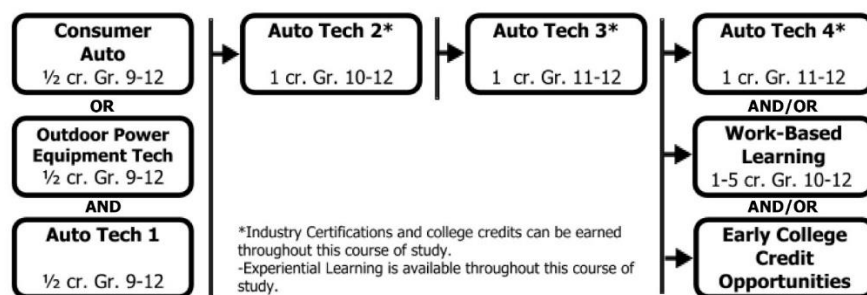 Consumer
Auto
½ cr. Gr. 9-12
OR
Outdoor Power
Equipment Tech
½ cr. Gr. 9-12
AND
Auto Tech 1
½ cr. Gr. 9-12
Auto Tech 2*
1 cr. Gr. 10-12
Auto Tech 3*
1 cr. Gr. 11-12
Auto Tech 4*
1 cr. Gr. 11-12
AND/OR
Work-Based
Learning
1-5 cr. Gr. 10-12
AND/OR
Early College
Credit
Opportunities
*Industry Certifications and college credits can be earned
throughout this course of study.
-Experiential Learning is available throughout this course of
study.